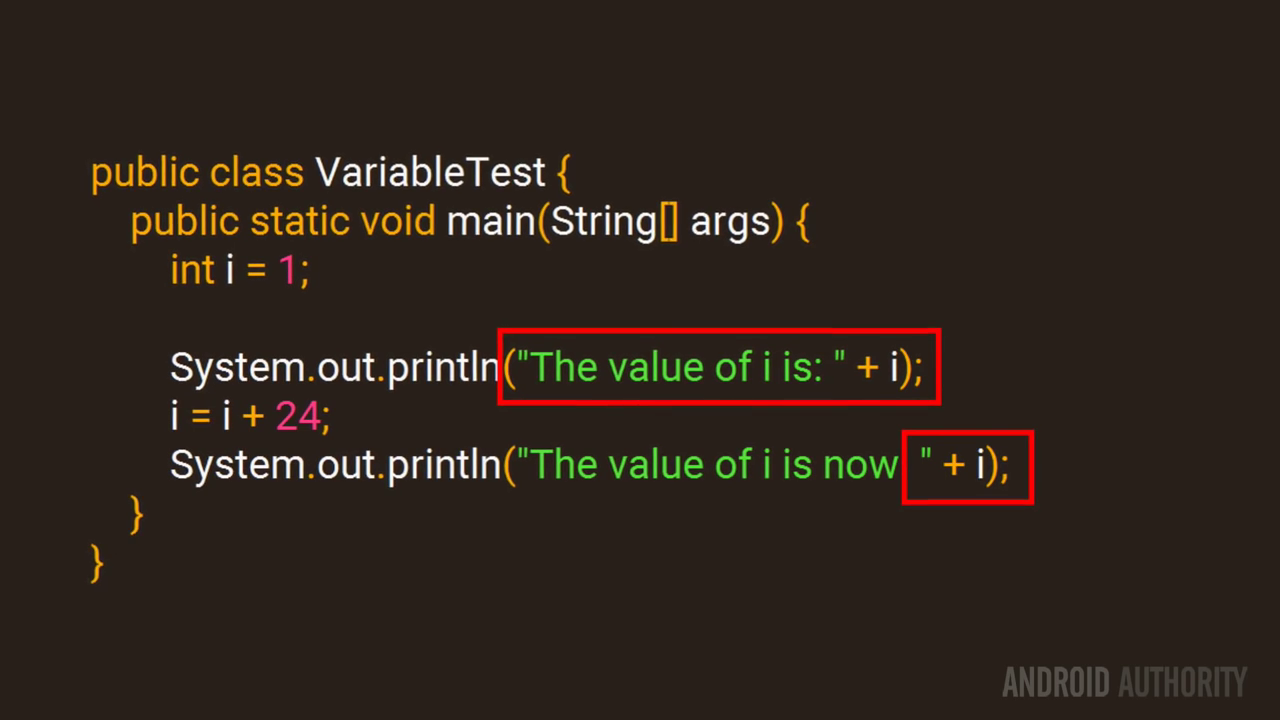 public class VariableTest {
public static void main(String[] args) {
int i = 1;
System.out.println("The value of i is: " + i);
i = i + 24;
System.out.println("The value of i is now " + i);
}
}
ANDROID AUTHORITY